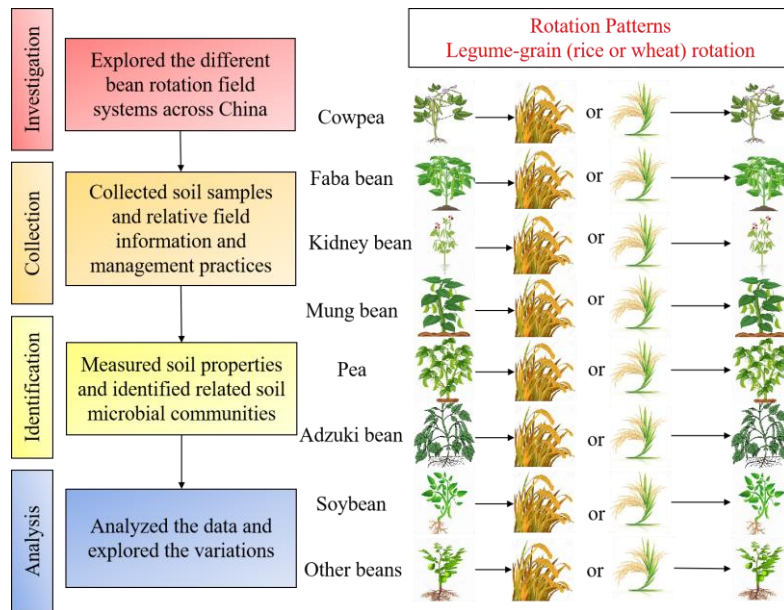 Investigation
Explored the different
bean rotation field
systems across China
Collection
Collected soil samples
and relative field
information and
management practices
Identification
Measured soil properties
and identified related soil
microbial communities
Analysis
Analyzed the data and
explored the variations
Rotation Patterns
Legume-grain (rice or wheat) rotation
Cowpea
or
Faba bean
or
Kidney bean
or
Mung bean
or
Pea
or
Adzuki bean
or
Soybean
or
Other beans
or